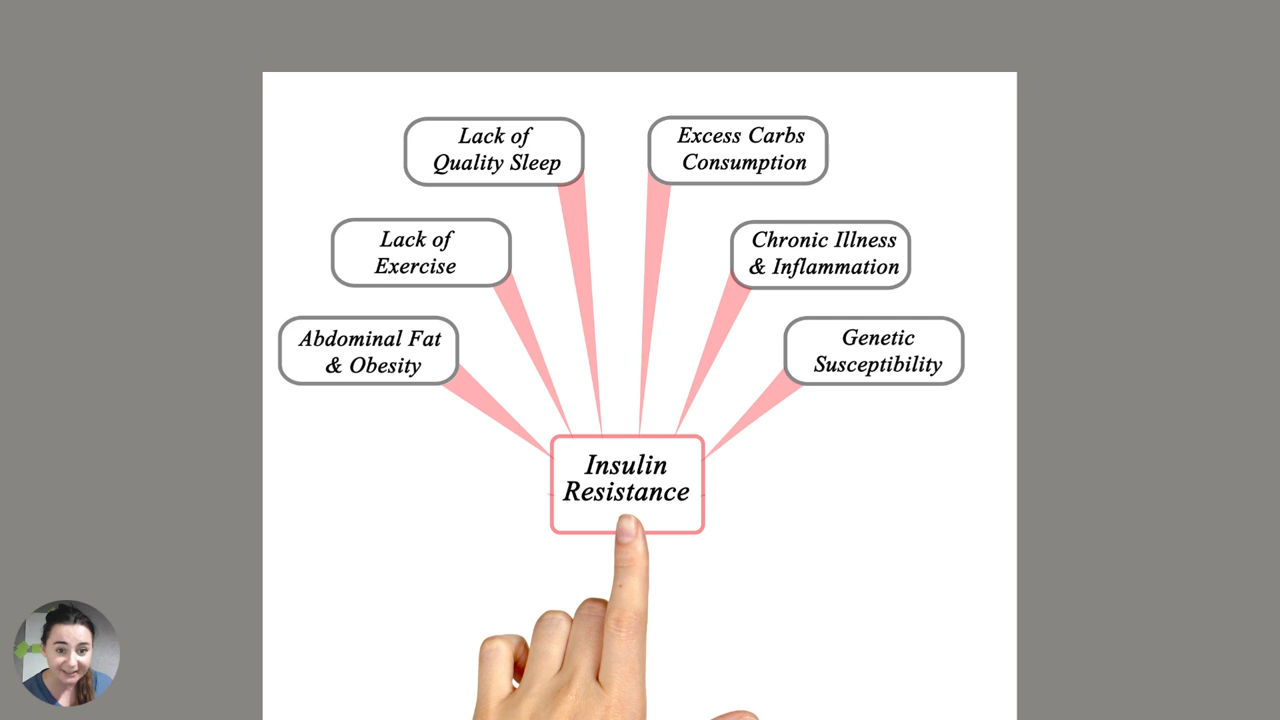 Lack of
Quality Sleep
Excess Carbs
Consumption
Lack of
Exercise
Chronic Illness
& Inflammation
Abdominal Fat
& Obesity
Genetic
Susceptibility
Insulin
Resistance